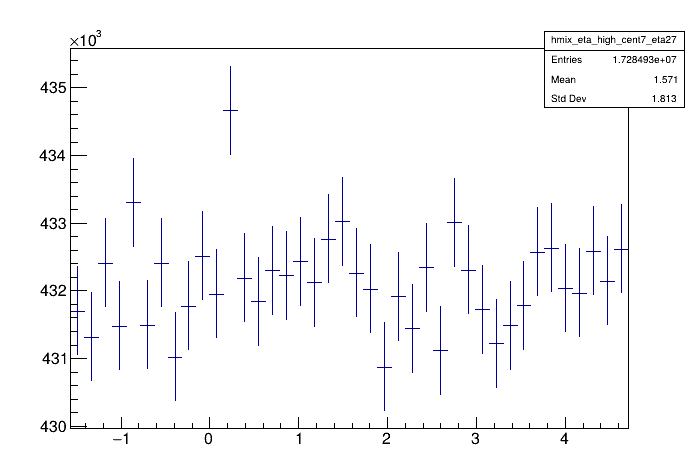 ×10³
hmix_eta_high_cent7_eta27
Entries 1.728493e+07
Mean 1.571
Std Dev 1.813
435
434
433
432
431
430
−1 0 1 2 3 4